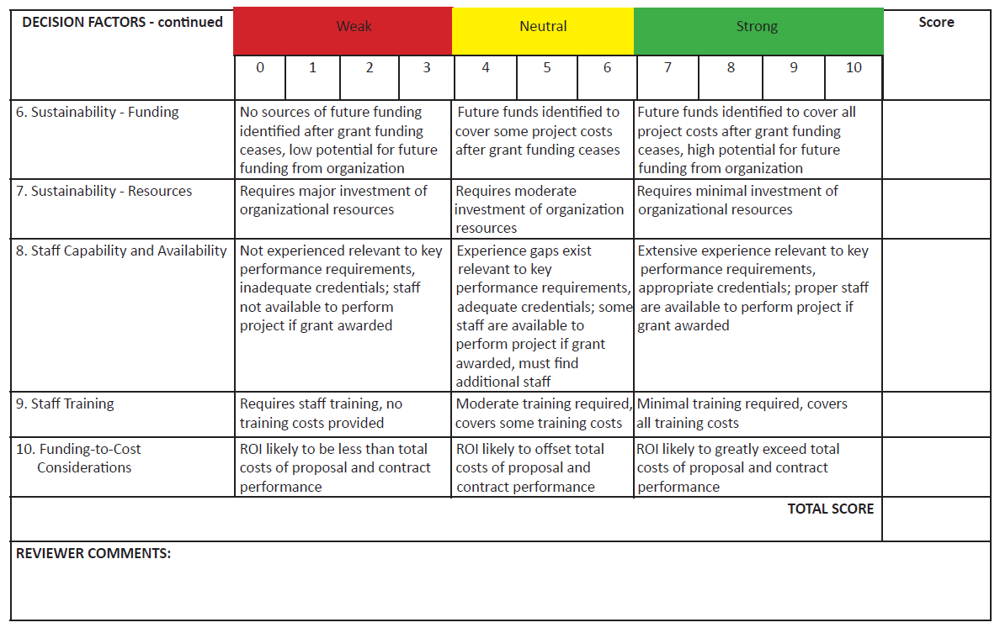 DECISION FACTORS - continued
Weak
Neutral
Strong
Score
0 1 2 3 4 5 6 7 8 9 10
6. Sustainability - Funding
No sources of future funding
identified after grant funding
ceases, low potential for future
funding from organization
Future funds identified to
cover some project costs
after grant funding ceases
Future funds identified to cover all
project costs after grant funding
ceases, high potential for future
funding from organization
7. Sustainability - Resources
Requires major investment of
organizational resources
Requires moderate
investment of organization
resources
Requires minimal investment of
organizational resources
8. Staff Capability and Availability
Not experienced relevant to key
performance requirements,
inadequate credentials; staff
not available to perform
project if grant awarded
Experience gaps exist
relevant to key
performance requirements,
adequate credentials; some
staff are available to
perform project if grant
awarded, must find
additional staff
Extensive experience relevant to key
performance requirements,
appropriate credentials; proper staff
are available to perform project if
grant awarded
9. Staff Training
Requires staff training, no
training costs provided
Moderate training required,
covers some training costs
Minimal training required, covers
all training costs
10. Funding-to-Cost
Considerations
ROI likely to be less than total
costs of proposal and contract
performance
ROI likely to offset total
costs of proposal and
contract performance
ROI likely to greatly exceed total
costs of proposal and contract
performance
TOTAL SCORE
REVIEWER COMMENTS: